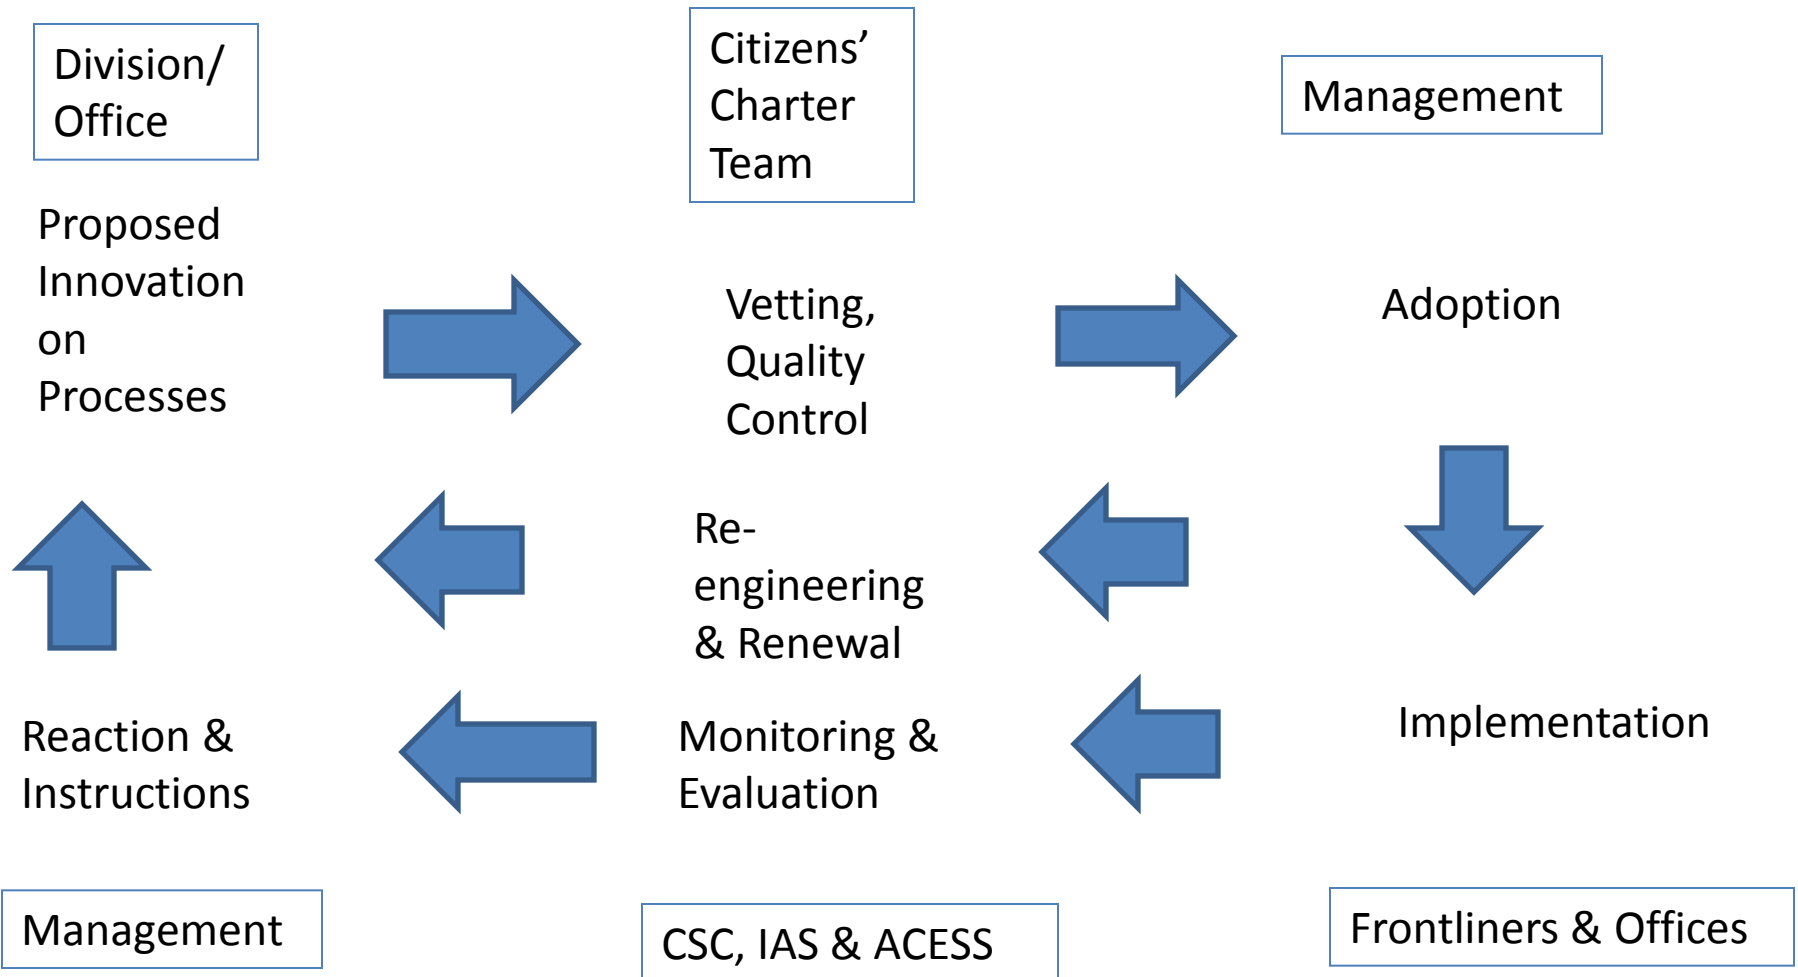 Division/
Office
Citizens’
Charter
Team
Management
Proposed
Innovation
on
Processes
Vetting,
Quality
Control
Adoption
Re-
engineering
& Renewal
Reaction &
Instructions
Monitoring &
Evaluation
Implementation
Management
CSC, IAS & ACESS
Frontliners & Offices